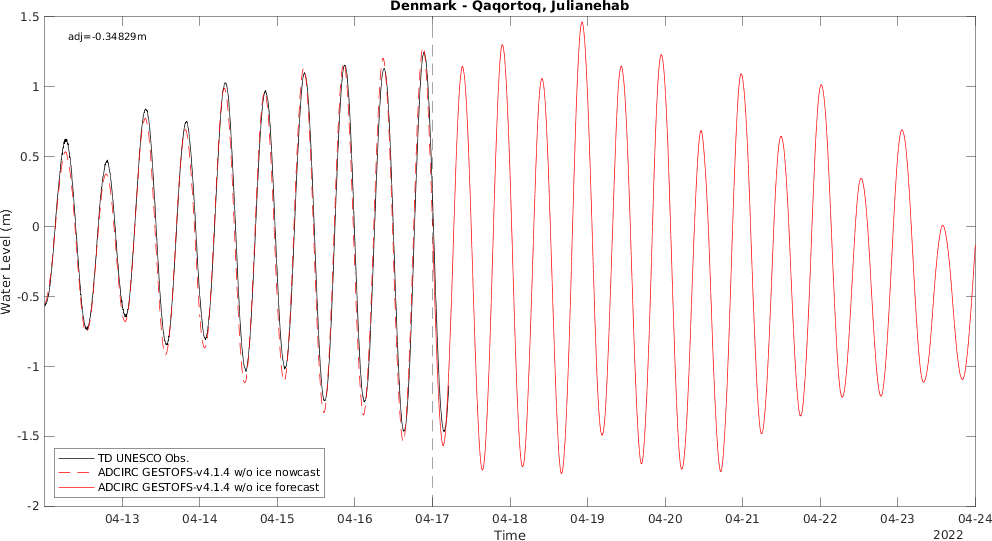 Denmark - Qaqortoq, Julianehab
adj=-0.34829m
1.5
1
0.5
0
-0.5
-1
-1.5
-2
Water Level (m)
TD UNESCO Obs.
ADCIRC GESTOFS-v4.1.4 w/o ice nowcast
ADCIRC GESTOFS-v4.1.4 w/o ice forecast
04-13 04-14 04-15 04-16 04-17 04-18 04-19 04-20 04-21 04-22 04-23 04-24
Time
2022